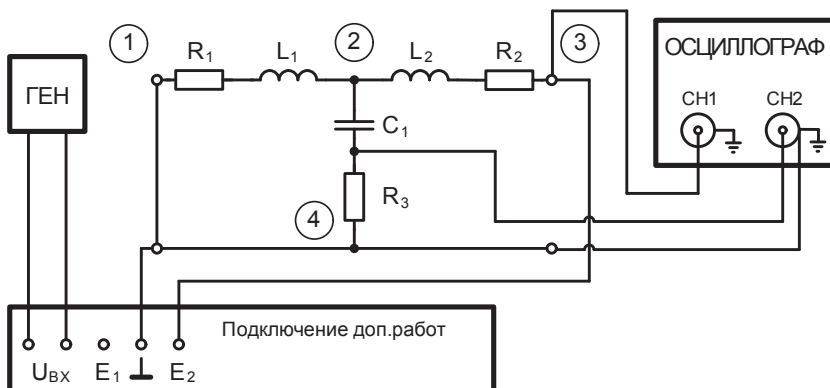 1
2
3
R1
L1
L2
R2
ОСЦИЛЛОГРАФ
ГЕН
CH1
CH2
C1
R3
4
Подключение доп.работ
UВХ
E1
E2